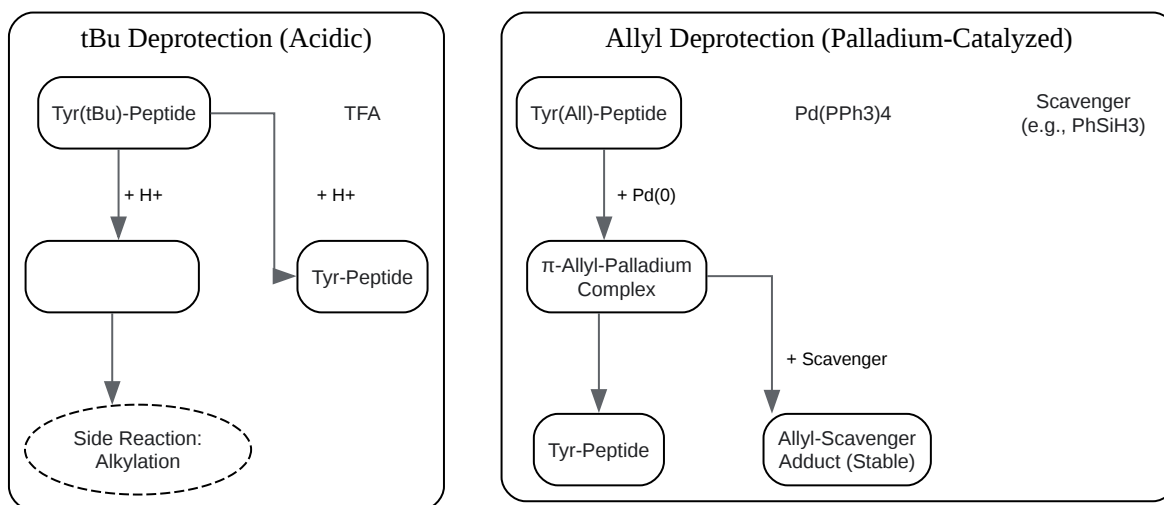 tBu Deprotection (Acidic)
Tyr(tBu)-Peptide
TFA
+ H+
+ H+
Tyr-Peptide
Side Reaction:
Alkylation
Allyl Deprotection (Palladium-Catalyzed)
Tyr(All)-Peptide
Pd(PPh3)4
Scavenger
(e.g., PhSiH3)
+ Pd(0)
π-Allyl-Palladium
Complex
+ Scavenger
Tyr-Peptide
Allyl-Scavenger
Adduct (Stable)